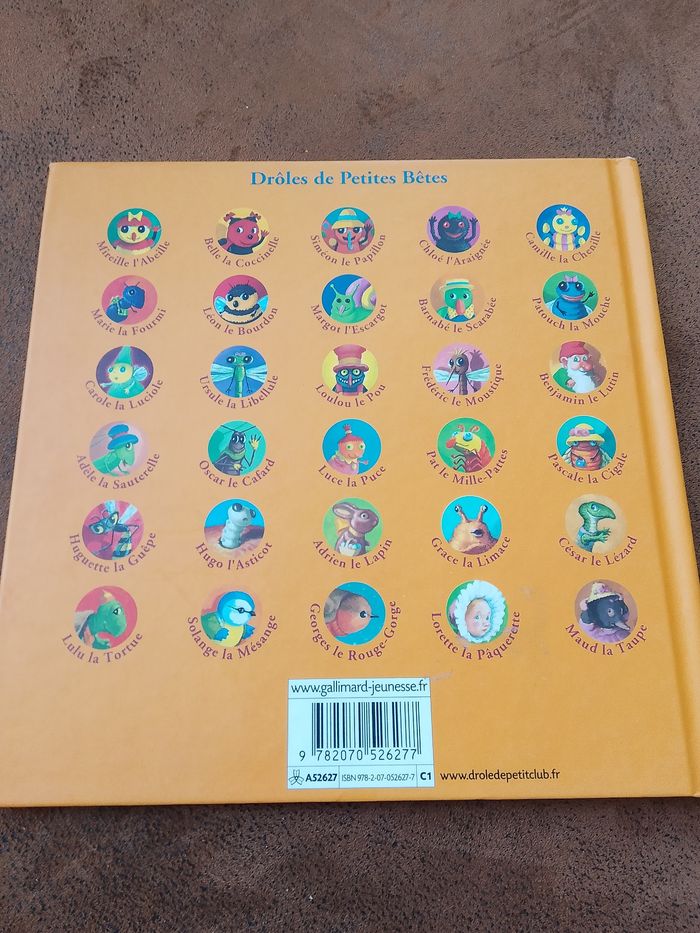 Drôles de Petites Bêtes
Mireille l'Abeille
Belle la Coccinelle
Siméon le Papillon
Chloé l'Araignée
Camille la Chenille
Marie la Fourmi
Léon le Bourdon
Margot l'Escargot
Barnabé le Scarabée
Patouch la Mouche
Carole la Luciole
Ursule la Libellule
Loulou le Pou
Frédéric le Moustique
Benjamin le Lutin
Adèle la Sauterelle
Oscar le Cafard
Luce la Puce
Pat le Mille-Pattes
Pascale la Cigale
Huguette la Guêpe
Hugo l'Asticot
Adrien le Lapin
Grace la Limace
César le Lézard
Lulu la Tortue
Solange la Mésange
Georges le Rouge-Gorge
Lorette la Pâquerette
Maud la Taupe
www.gallimard-jeunesse.fr
9 782070 526277
A52627 ISBN 978-2-07-052627-7 C1
www.droledepetitclub.fr